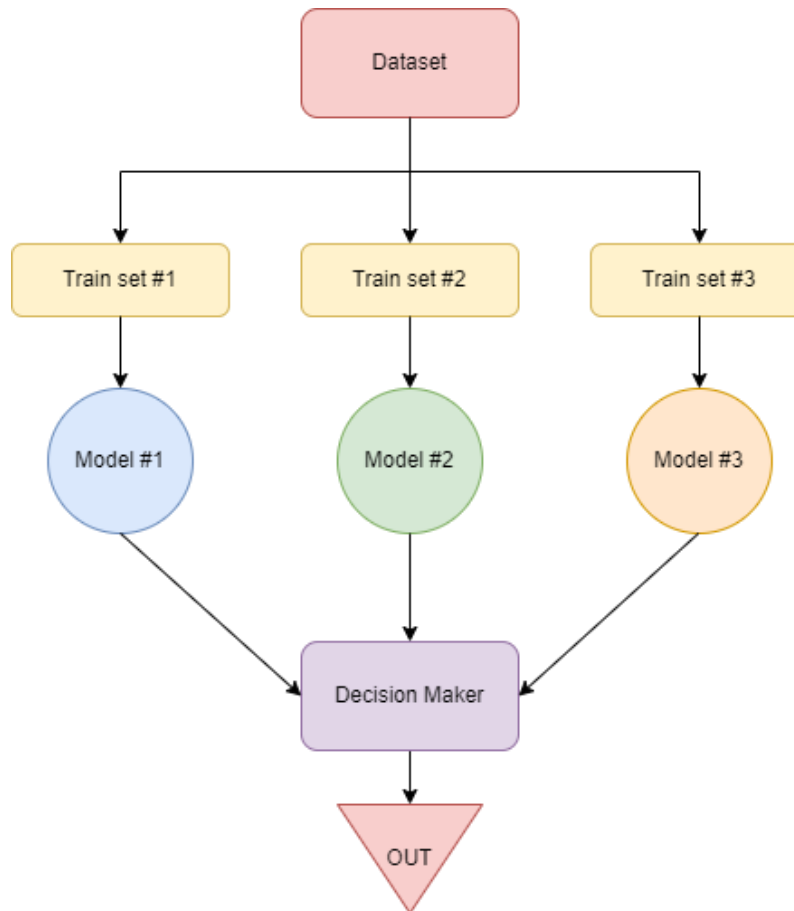 Dataset
Train set #1
Train set #2
Train set #3
Model #1
Model #2
Model #3
Decision Maker
OUT